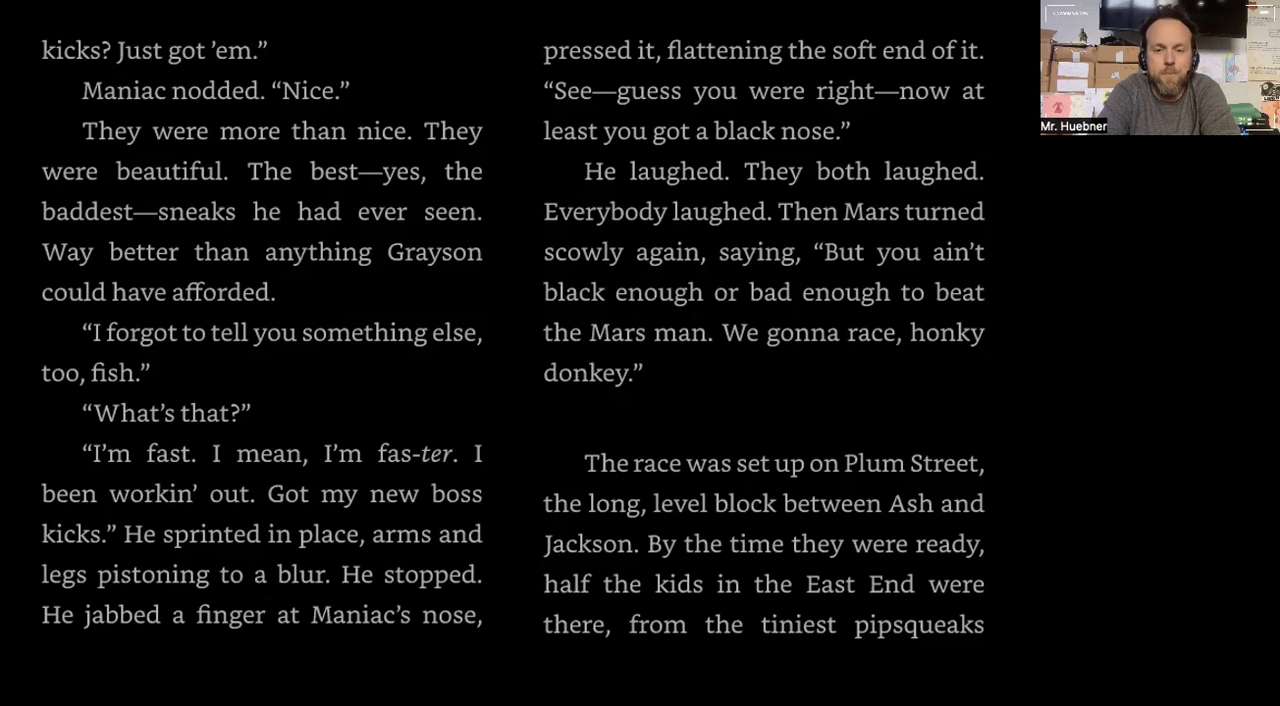 kicks? Just got ’em.”
Maniac nodded. “Nice.”
They were more than nice. They
were beautiful. The best—yes, the
baddest—sneaks he had ever seen.
Way better than anything Grayson
could have afforded.
“I forgot to tell you something else,
too, fish.”
“What’s that?”
“I’m fast. I mean, I’m fas-ter. I
been workin’ out. Got my new boss
kicks.” He sprinted in place, arms and
legs pistoning to a blur. He stopped.
He jabbed a finger at Maniac’s nose,
pressed it, flattening the soft end of it.
“See—guess you were right—now at
least you got a black nose.”
He laughed. They both laughed.
Everybody laughed. Then Mars turned
scowly again, saying, “But you ain’t
black enough or bad enough to beat
the Mars man. We gonna race, honky
donkey.”
The race was set up on Plum Street,
the long, level block between Ash and
Jackson. By the time they were ready,
half the kids in the East End were
there, from the tiniest pipsqueaks
Mr. Huebner